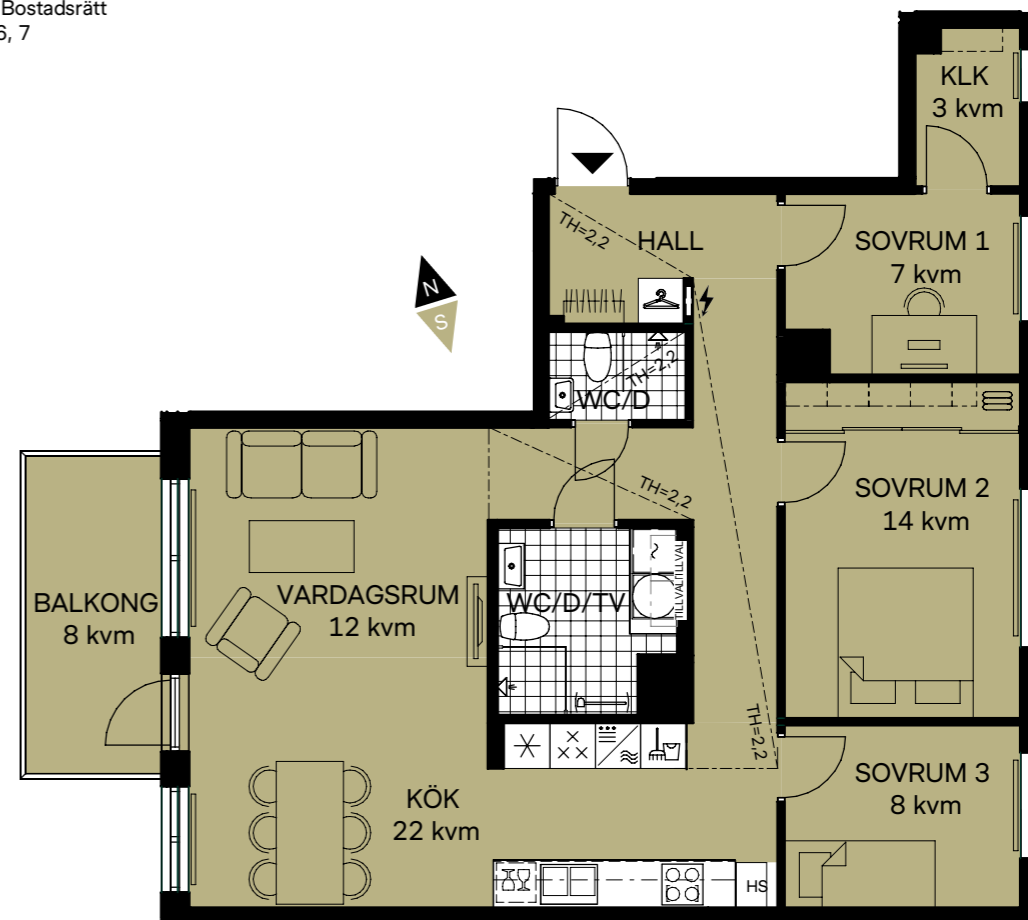 Bostadsrätt
6, 7
KLK
3 kvm
TH=2,2
HALL
SOVRUM 1
7 kvm
N
S
TH=2,2
WC/D
SOVRUM 2
14 kvm
TH=2,2
BALKONG
8 kvm
VARDAGSRUM
12 kvm
WC/D/TV
TILLVAL
TILLVAL
TH=2,2
KÖK
22 kvm
SOVRUM 3
8 kvm
HS